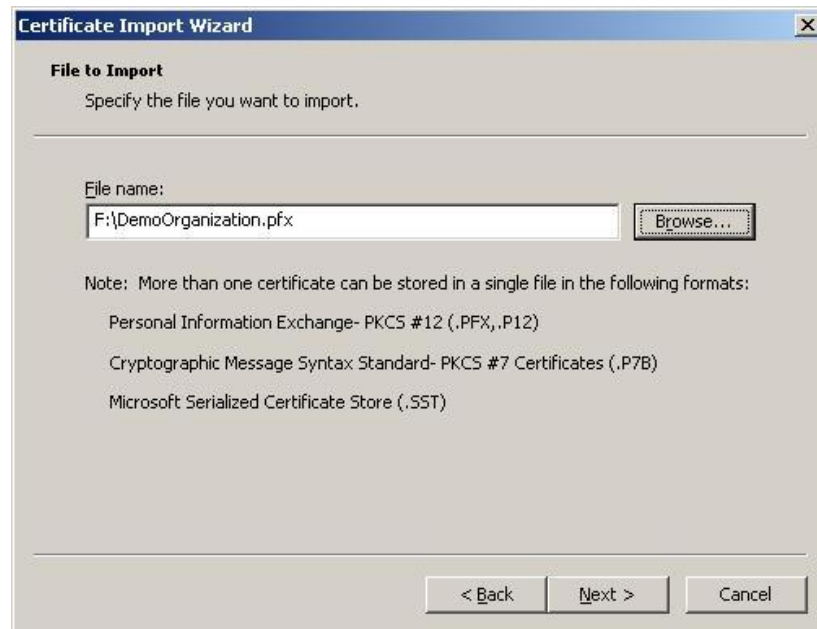 Certificate Import Wizard
File to Import
Specify the file you want to import.
File name:
F:\DemoOrganization.pfx
Browse...
Note: More than one certificate can be stored in a single file in the following formats:
Personal Information Exchange- PKCS #12 (.PFX,.P12)
Cryptographic Message Syntax Standard- PKCS #7 Certificates (.P7B)
Microsoft Serialized Certificate Store (.SST)
< Back
Next >
Cancel